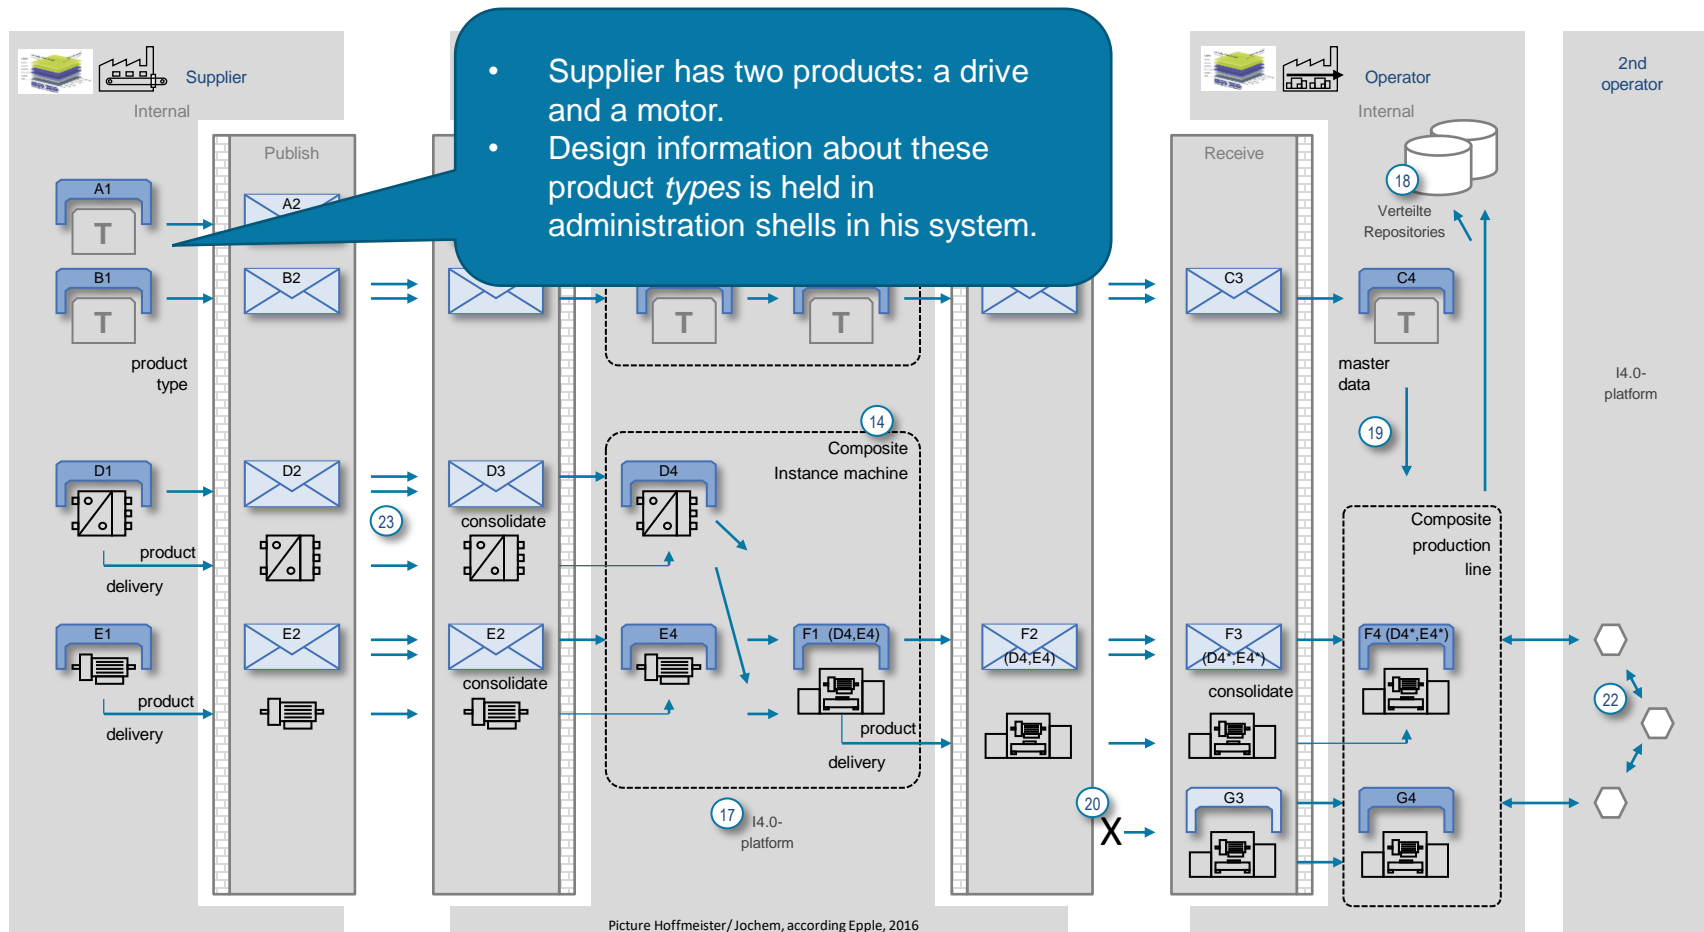 • Supplier has two products: a drive
and a motor.
• Design information about these
product types is held in
administration shells in his system.
Supplier
Internal
Operator
Internal
2nd
operator
Publish
Receive
18
Verteilte
Repositories
A1
T
A2
B1
T
B2
T
T
C3
C4
T
product
type
master
data
I4.0-
platform
19
14
Composite
Instance machine
D1
D2
D3
D4
23
consolidate
product
delivery
Composite
production
line
E1
E2
E2
E4
F1 (D4,E4)
F2
(D4,E4)
F3
(D4*,E4*)
F4 (D4*,E4*)
consolidate
consolidate
product
delivery
product
delivery
22
20
X
G3
G4
17
I4.0-
platform
Picture Hoffmeister/Jochem, according Epple, 2016